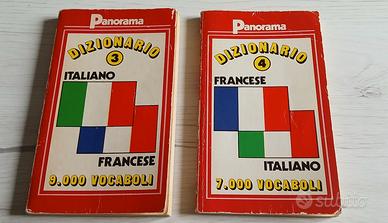 Panorama
DIZIONARIO
3
ITALIANO
FRANCESE
9.000 VOCABOLI
Panorama
DIZIONARIO
4
FRANCESE
ITALIANO
7.000 VOCABOLI
subito